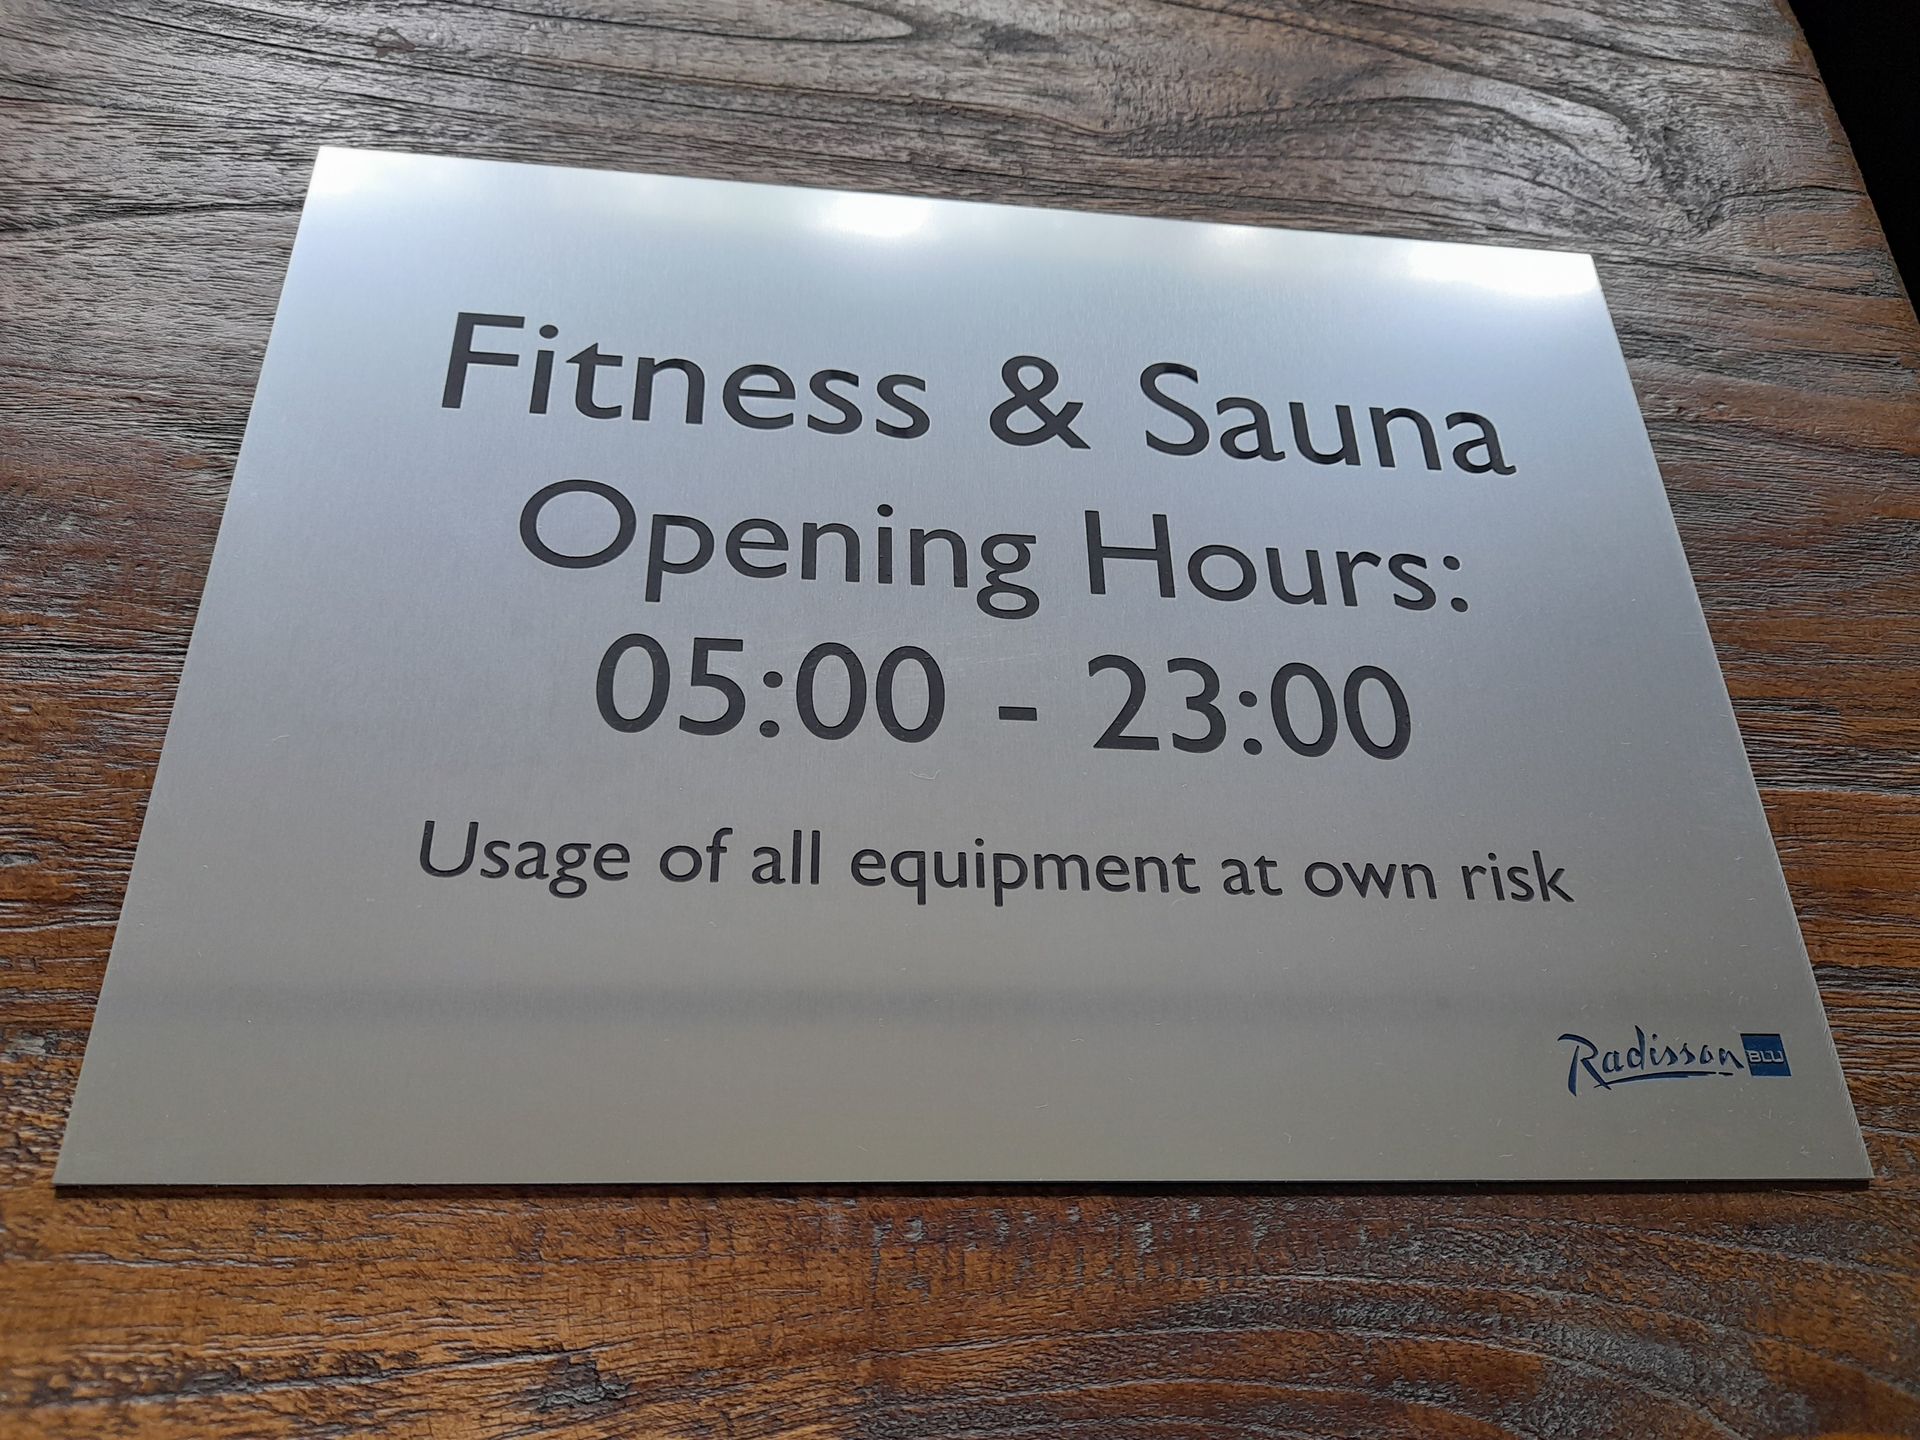 Fitness & Sauna
Opening Hours:
05:00 - 23:00
Usage of all equipment at own risk
Radisson BLU